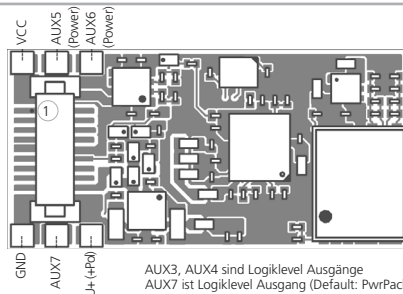 VCC
AUX5
(Power)
AUX6
(Power)
1
GND
AUX7
U+ (+Pol)
AUX3, AUX4 sind Logiklevel Ausgänge
AUX7 ist Logiklevel Ausgang (Default: PwrPac